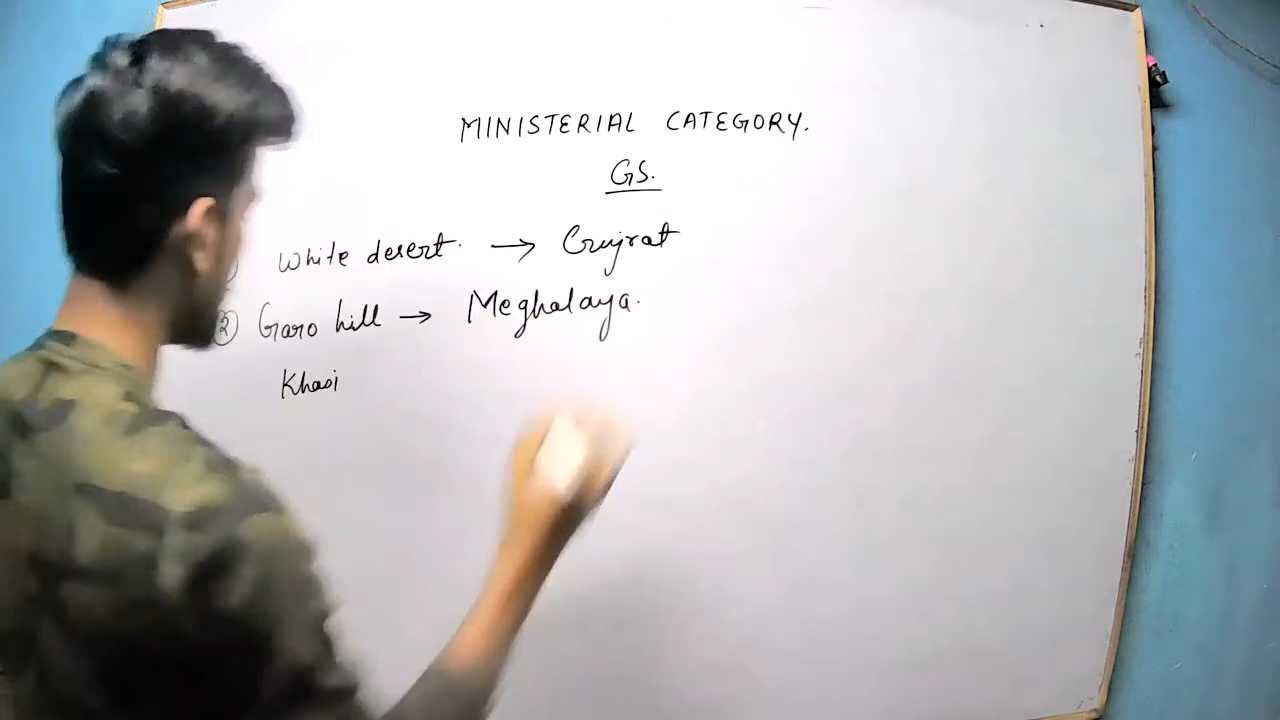 MINISTERIAL CATEGORY.
GS.
White desert. → Gujrat
② Garo hill → Meghalaya.
Khasi